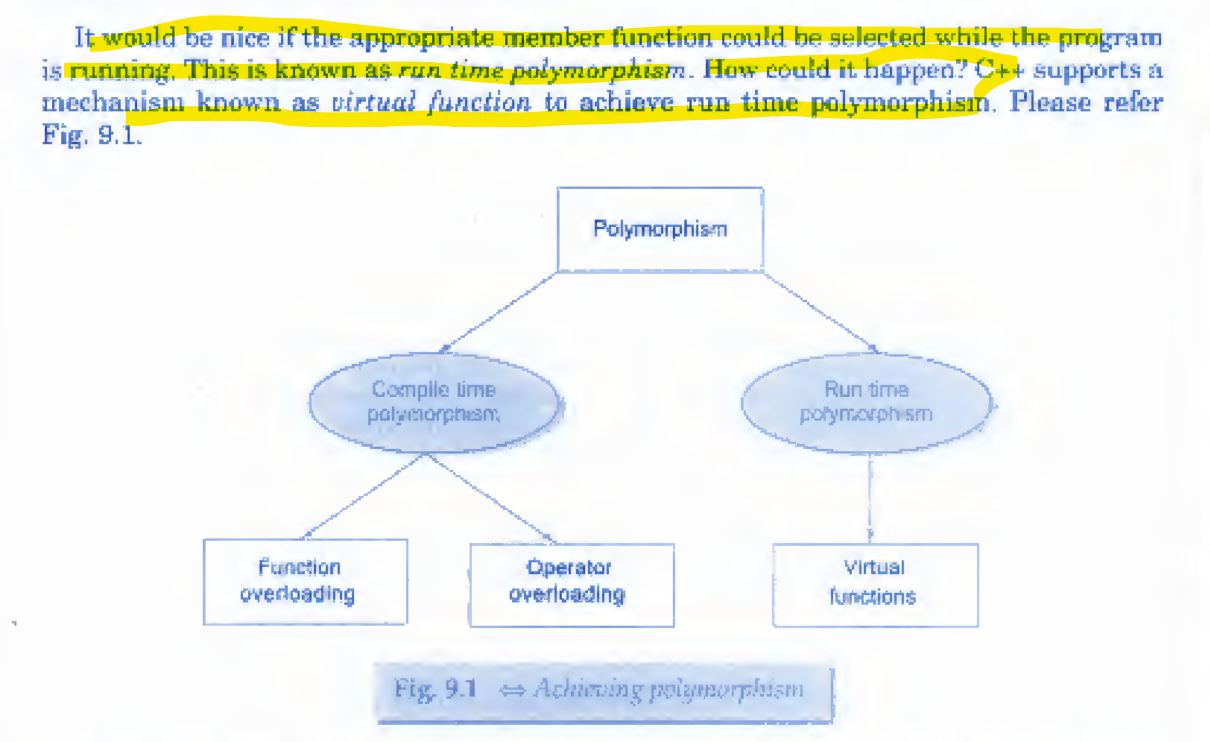 It would be nice if the appropriate member function could be selected while the program
is running. This is known as run time polymorphism. How could it happen? C++ supports a
mechanism known as virtual function to achieve run time polymorphism. Please refer
Fig. 9.1.
Polymorphism
Compile time
polymorphism
Run time
polymorphism
Function
overloading
Operator
overloading
Virtual
functions
Fig. 9.1 ⇔ Achieving polymorphism